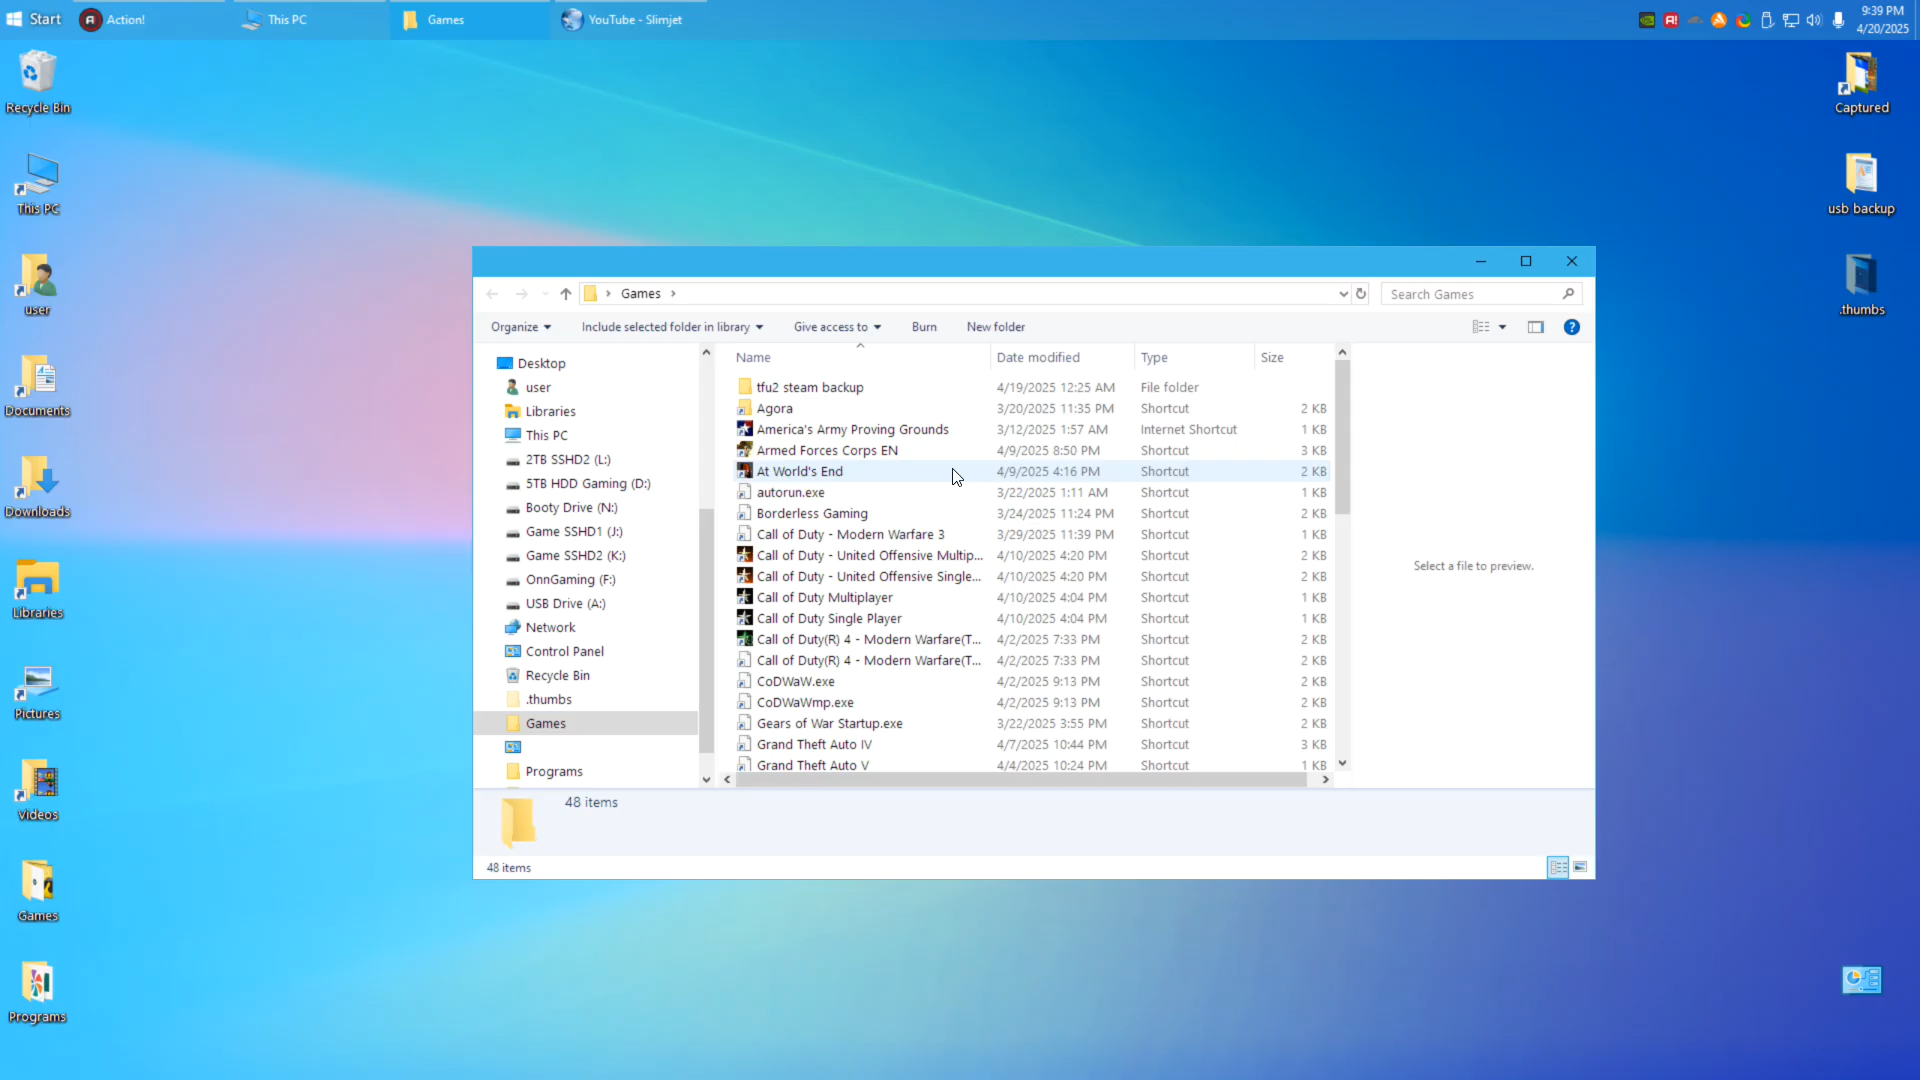 Start
Action!
This PC
Games
YouTube - Slimjet
9:39 PM
4/20/2025
Recycle Bin
This PC
user
Documents
Downloads
Libraries
Pictures
videos
Games
Programs
Captured
usb backup
.thumbs
Games
Search Games
Organize
Include selected folder in library
Give access to
Burn
New folder
Desktop
user
Libraries
This PC
2TB SSHD2 (L:)
5TB HDD Gaming (D:)
Booty Drive (N:)
Game SSHD1 (J:)
Game SSHD2 (K:)
OnnGaming (F:)
USB Drive (A:)
Network
Control Panel
Recycle Bin
.thumbs
Games
Programs
Name Date modified Type Size
tfu2 steam backup 4/19/2025 12:25 AM File folder
Agora 3/20/2025 11:35 PM Shortcut 2 KB
America's Army Proving Grounds 3/12/2025 1:57 AM Internet Shortcut 1 KB
Armed Forces Corps EN 4/9/2025 8:50 PM Shortcut 3 KB
At World's End 4/9/2025 4:16 PM Shortcut 2 KB
autorun.exe 3/22/2025 1:11 AM Shortcut 1 KB
Borderless Gaming 3/24/2025 11:24 PM Shortcut 2 KB
Call of Duty - Modern Warfare 3 3/29/2025 11:39 PM Shortcut 1 KB
Call of Duty - United Offensive Multip... 4/10/2025 4:20 PM Shortcut 2 KB
Call of Duty - United Offensive Single... 4/10/2025 4:20 PM Shortcut 2 KB
Call of Duty Multiplayer 4/10/2025 4:04 PM Shortcut 1 KB
Call of Duty Single Player 4/10/2025 4:04 PM Shortcut 1 KB
Call of Duty(R) 4 - Modern Warfare(T... 4/2/2025 7:33 PM Shortcut 2 KB
Call of Duty(R) 4 - Modern Warfare(T... 4/2/2025 7:33 PM Shortcut 2 KB
CoDWaW.exe 4/2/2025 9:13 PM Shortcut 2 KB
CoDWaWmp.exe 4/2/2025 9:13 PM Shortcut 2 KB
Gears of War Startup.exe 3/22/2025 3:55 PM Shortcut 2 KB
Grand Theft Auto IV 4/7/2025 10:44 PM Shortcut 3 KB
Grand Theft Auto V 4/4/2025 10:24 PM Shortcut 1 KB
Select a file to preview.
48 items
48 items